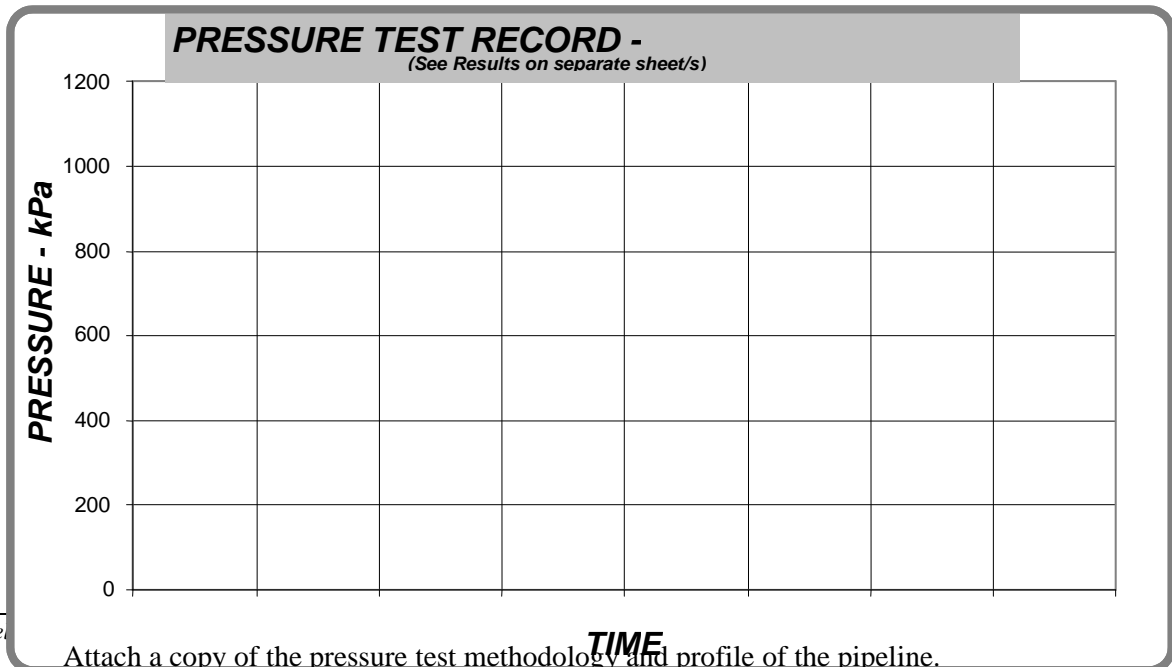 PRESSURE TEST RECORD -
(See Results on separate sheet/s)
PRESSURE - kPa
1200
1000
800
600
400
200
0
TIME
Attach a copy of the pressure test methodology and profile of the pipeline.